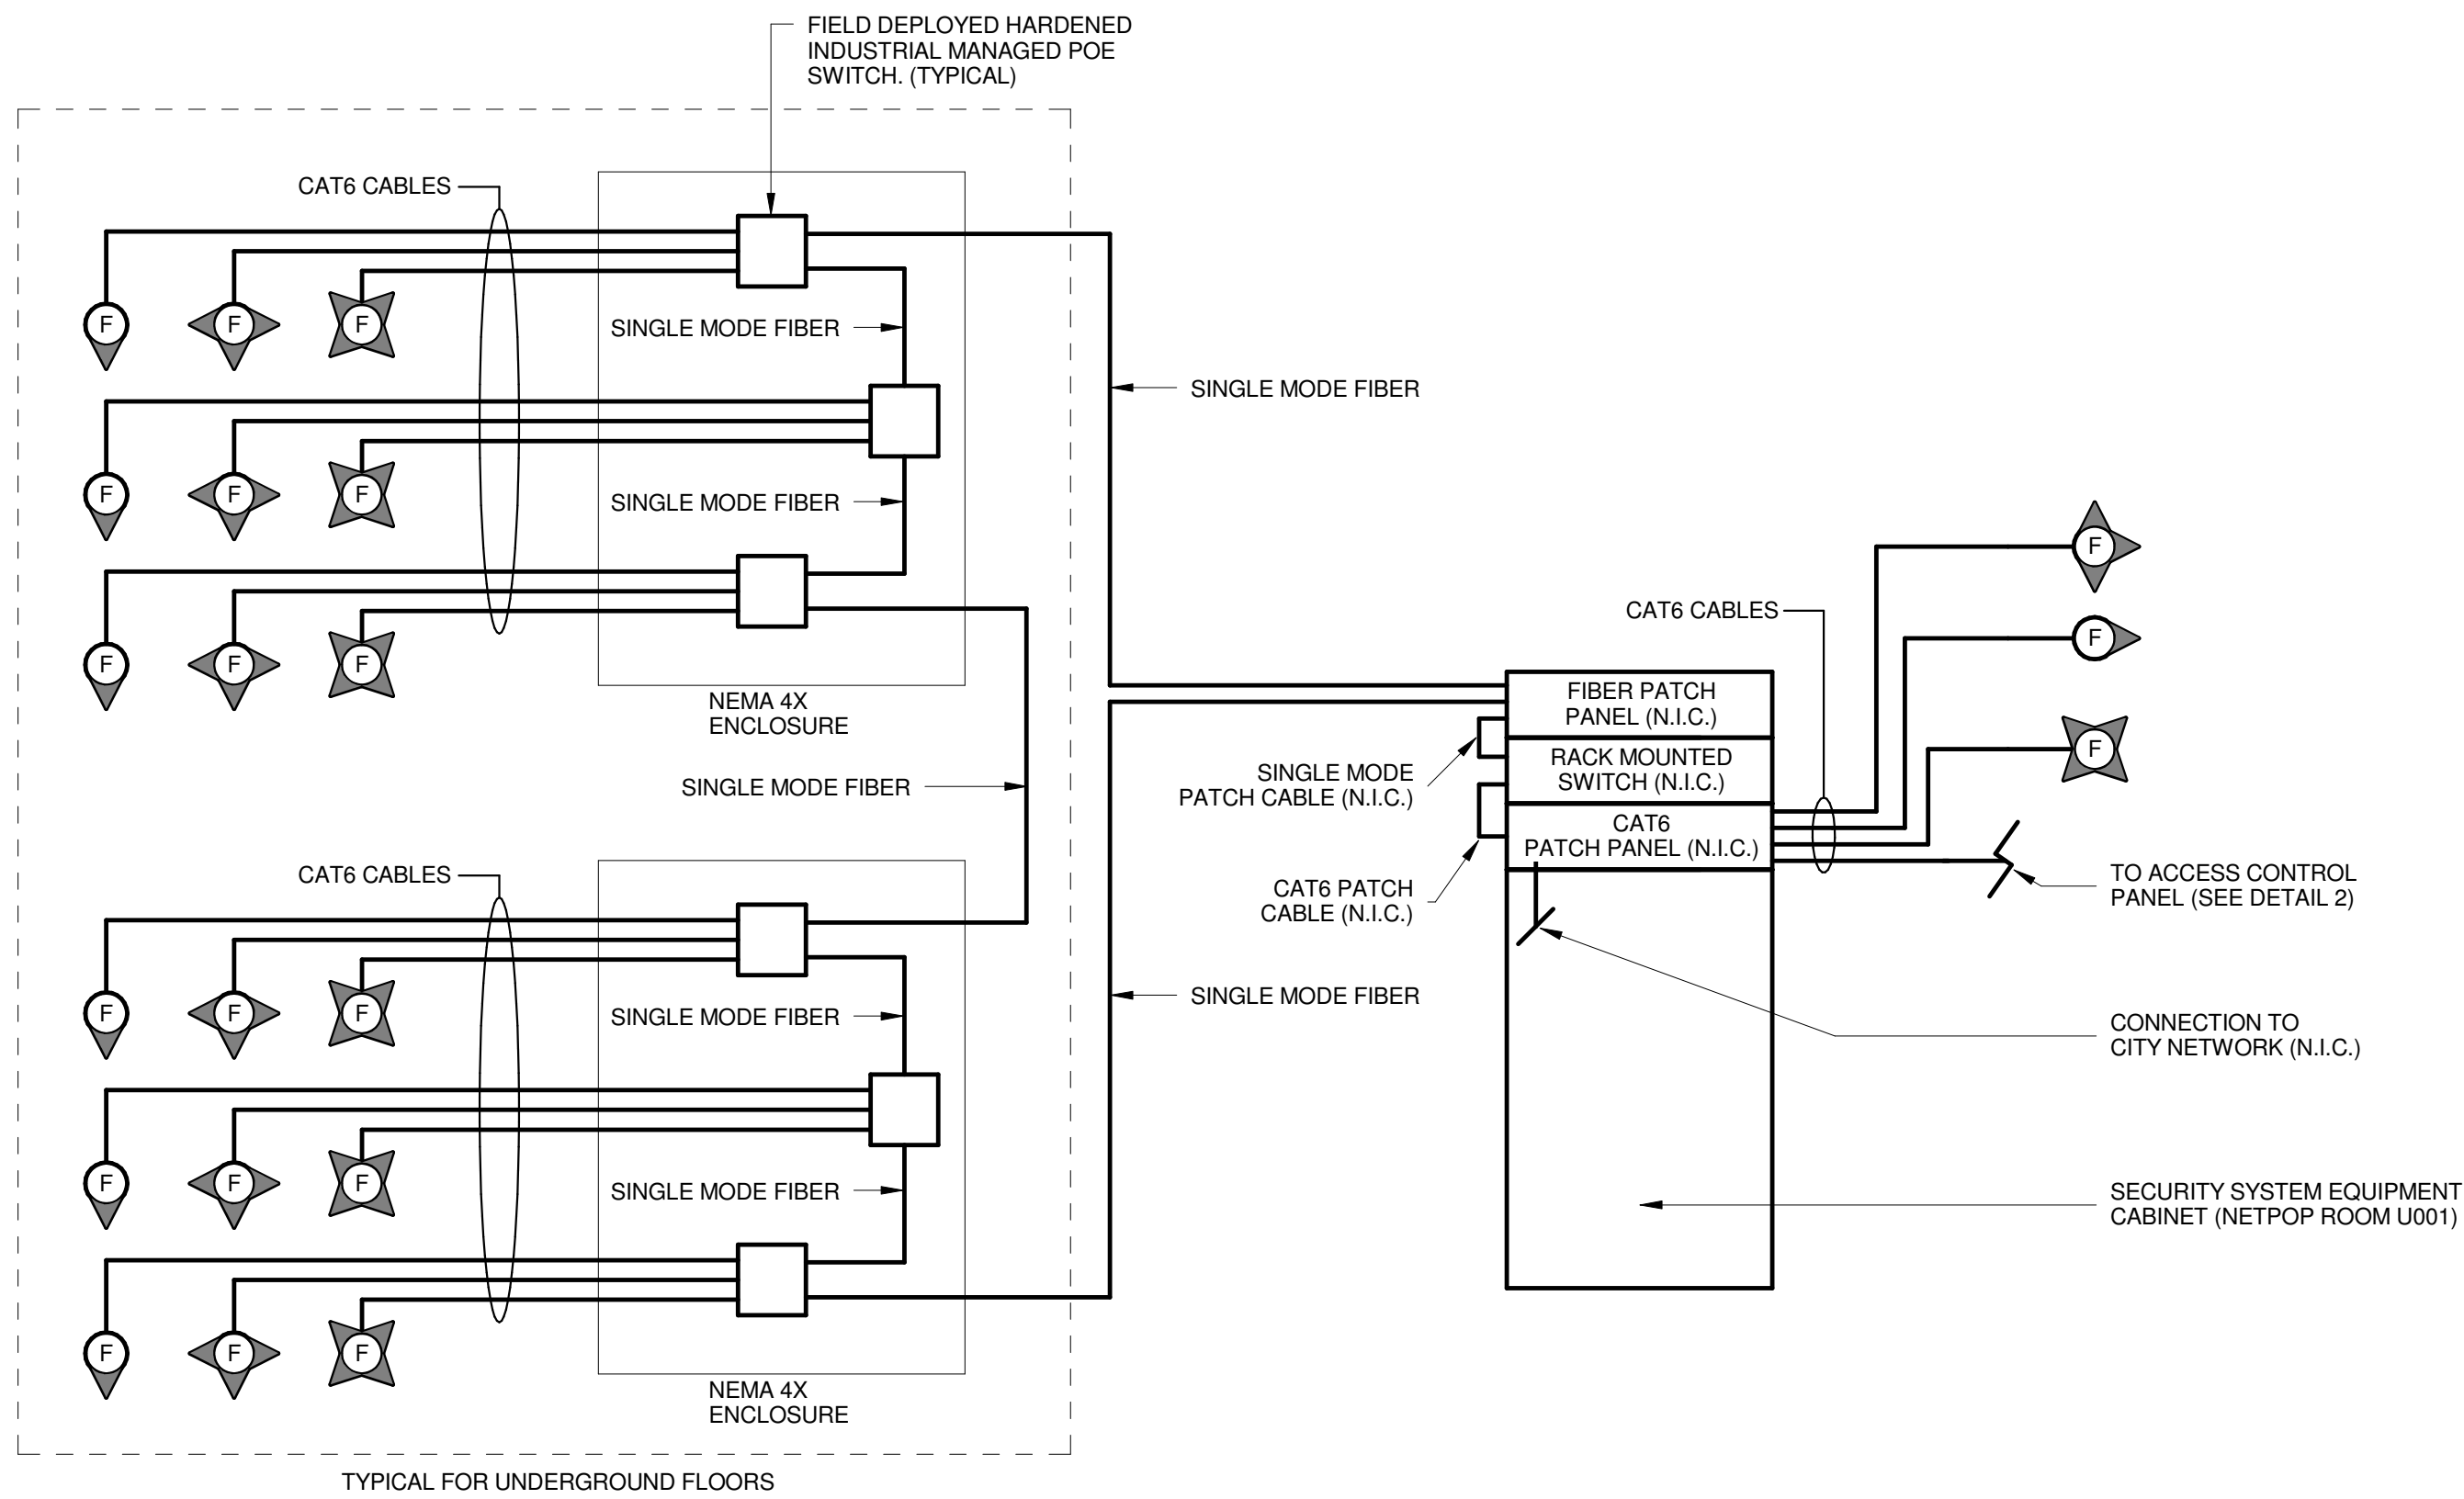 FIELD DEPLOYED HARDENED
INDUSTRIAL MANAGED POE
SWITCH. (TYPICAL)
CAT6 CABLES
F
F
F
SINGLE MODE FIBER
SINGLE MODE FIBER
F
F
F
SINGLE MODE FIBER
F
F
F
NEMA 4X
ENCLOSURE
SINGLE MODE FIBER
CAT6 CABLES
F
F
F
SINGLE MODE FIBER
F
F
F
SINGLE MODE FIBER
F
F
F
NEMA 4X
ENCLOSURE
TYPICAL FOR UNDERGROUND FLOORS
SINGLE MODE FIBER
CAT6 CABLES
F
F
F
FIBER PATCH
PANEL (N.I.C.)
RACK MOUNTED
SWITCH (N.I.C.)
CAT6
PATCH PANEL (N.I.C.)
SINGLE MODE
PATCH CABLE (N.I.C.)
CAT6 PATCH
CABLE (N.I.C.)
TO ACCESS CONTROL
PANEL (SEE DETAIL 2)
CONNECTION TO
CITY NETWORK (N.I.C.)
SECURITY SYSTEM EQUIPMENT
CABINET (NETPOP ROOM U001)